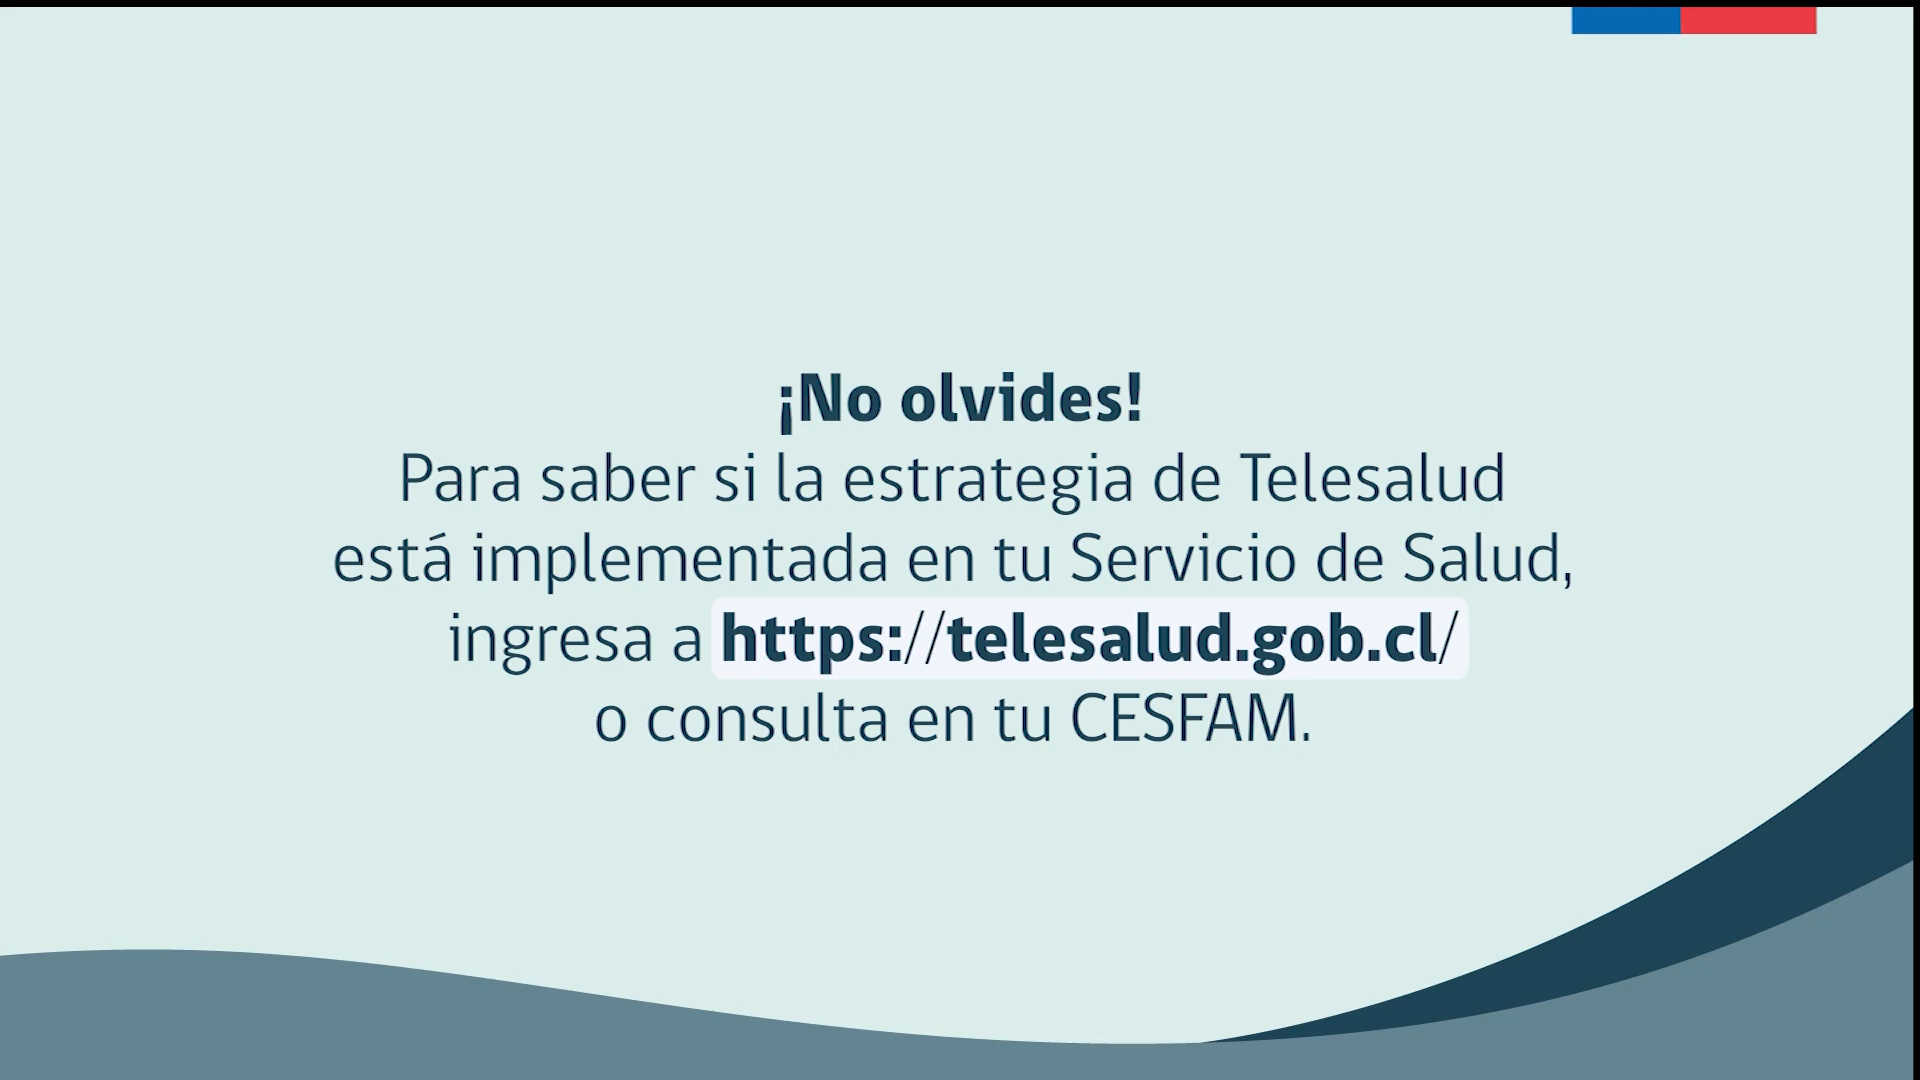 ¡No olvides!
Para saber si la estrategia de Telesalud
está implementada en tu Servicio de Salud,
ingresa a https://telesalud.gob.cl/
o consulta en tu CESFAM.